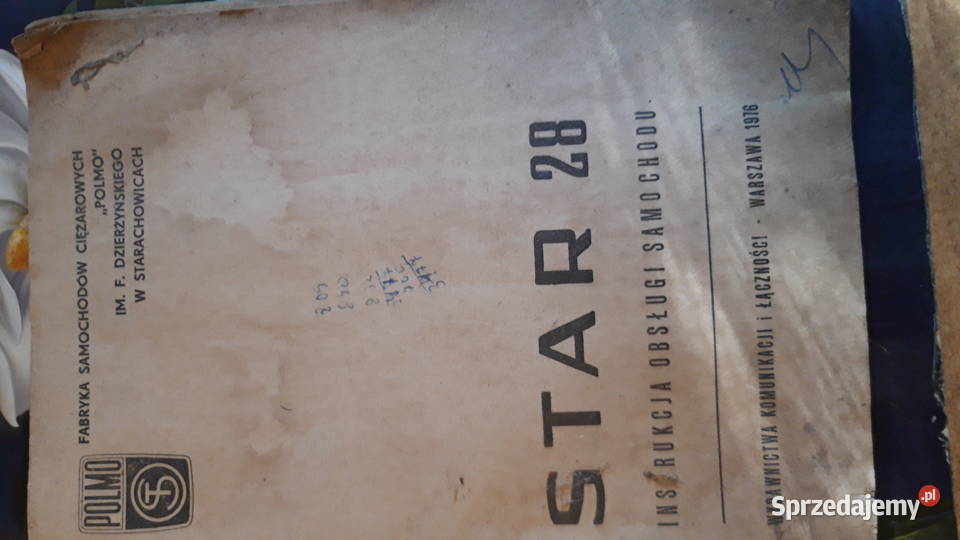 POLMO
FABRYKA SAMOCHODÓW CIĘŻAROWYCH
„POLMO“
IM. F. DZIERŻYŃSKIEGO
W STARACHOWICACH
STAR 28
INSTRUKCJA OBSŁUGI SAMOCHODU
WYDAWNICTWA KOMUNIKACJI i ŁĄCZNOŚCI · WARSZAWA 1976
Sprzedajemy.pl